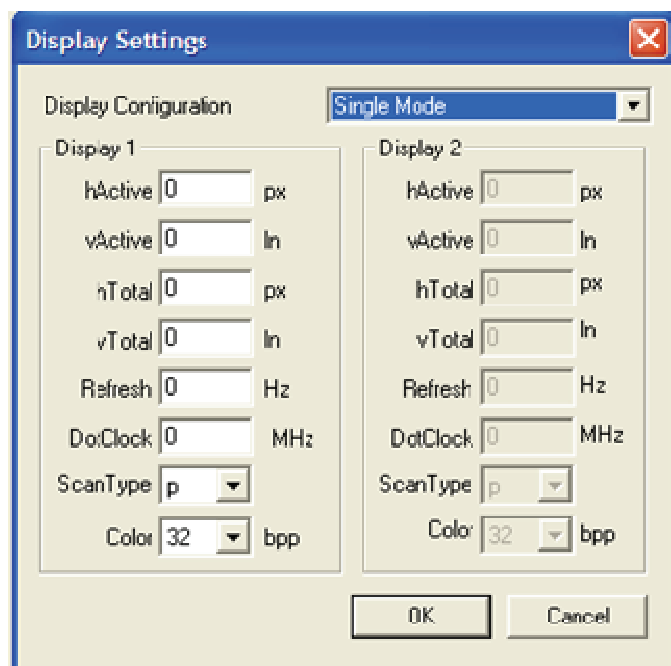 Display Settings
Display Configuration Single Mode
Display 1
hActive 0 px
vActive 0 ln
hTotal 0 px
vTotal 0 ln
Refresh 0 Hz
DotClock 0 MHz
ScanType p
Color 32 bpp
Display 2
hActive 0 px
vActive 0 ln
hTotal 0 px
vTotal 0 ln
Refresh 0 Hz
DotClock 0 MHz
ScanType p
Color 32 bpp
OK Cancel